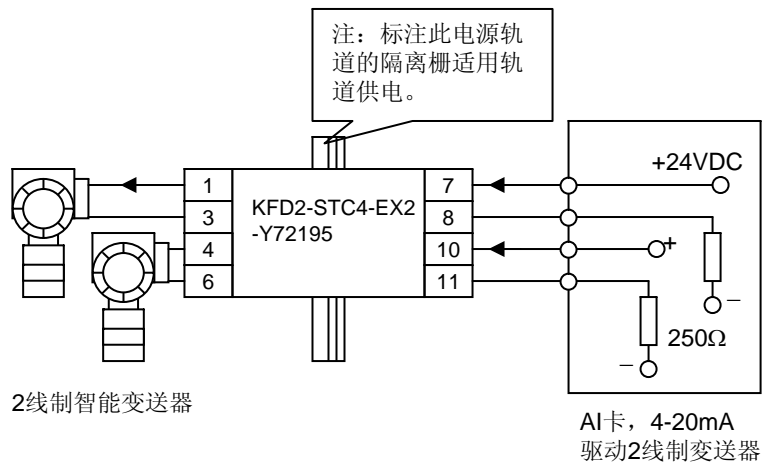 注：标注此电源轨
道的隔离栅适用轨
道供电。
+24VDC
1
3
4
6
KFD2-STC4-EX2
-Y72195
7
8
10
11
+
−
250Ω
−
2线制智能变送器
AI卡，4-20mA
驱动2线制变送器